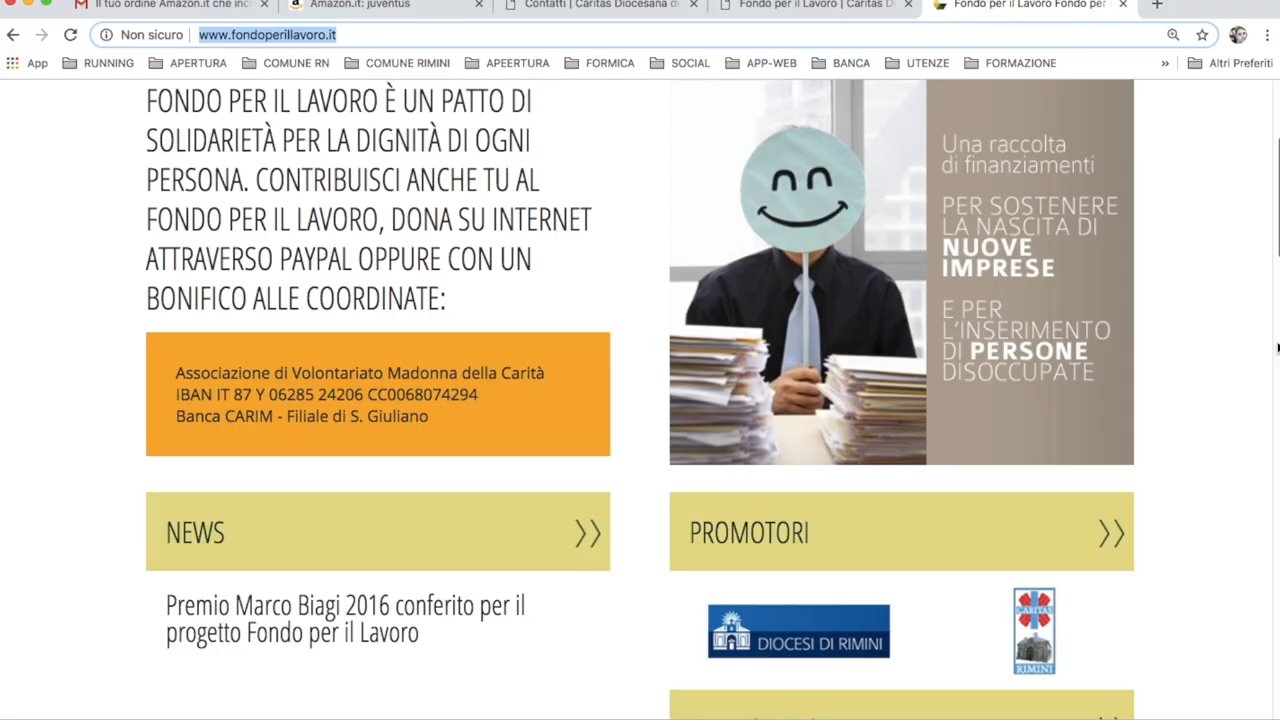 Il tuo ordine Amazon.it che inc
Amazon.it: juventus
Contatti | Caritas Diocesana d
Fondo per il Lavoro | Caritas D
Fondo per il Lavoro Fondo per
Non sicuro
www.fondoperillavoro.it
App
RUNNING
APERTURA
COMUNE RN
COMUNE RIMINI
APEERTURA
FORMICA
SOCIAL
APP-WEB
BANCA
UTENZE
FORMAZIONE
Altri Preferiti
FONDO PER IL LAVORO È UN PATTO DI
SOLIDARIETÀ PER LA DIGNITÀ DI OGNI
PERSONA. CONTRIBUISCI ANCHE TU AL
FONDO PER IL LAVORO, DONA SU INTERNET
ATTRAVERSO PAYPAL OPPURE CON UN
BONIFICO ALLE COORDINATE:
Associazione di Volontariato Madonna della Carità
IBAN IT 87 Y 06285 24206 CC0068074294
Banca CARIM - Filiale di S. Giuliano
Una raccolta
di finanziamenti
PER SOSTENERE
LA NASCITA DI
NUOVE
IMPRESE
E PER
L'INSERIMENTO
DI PERSONE
DISOCCUPATE
NEWS
Premio Marco Biagi 2016 conferito per il
progetto Fondo per il Lavoro
PROMOTORI
DIOCESI DI RIMINI
CARITAS
RIMINI